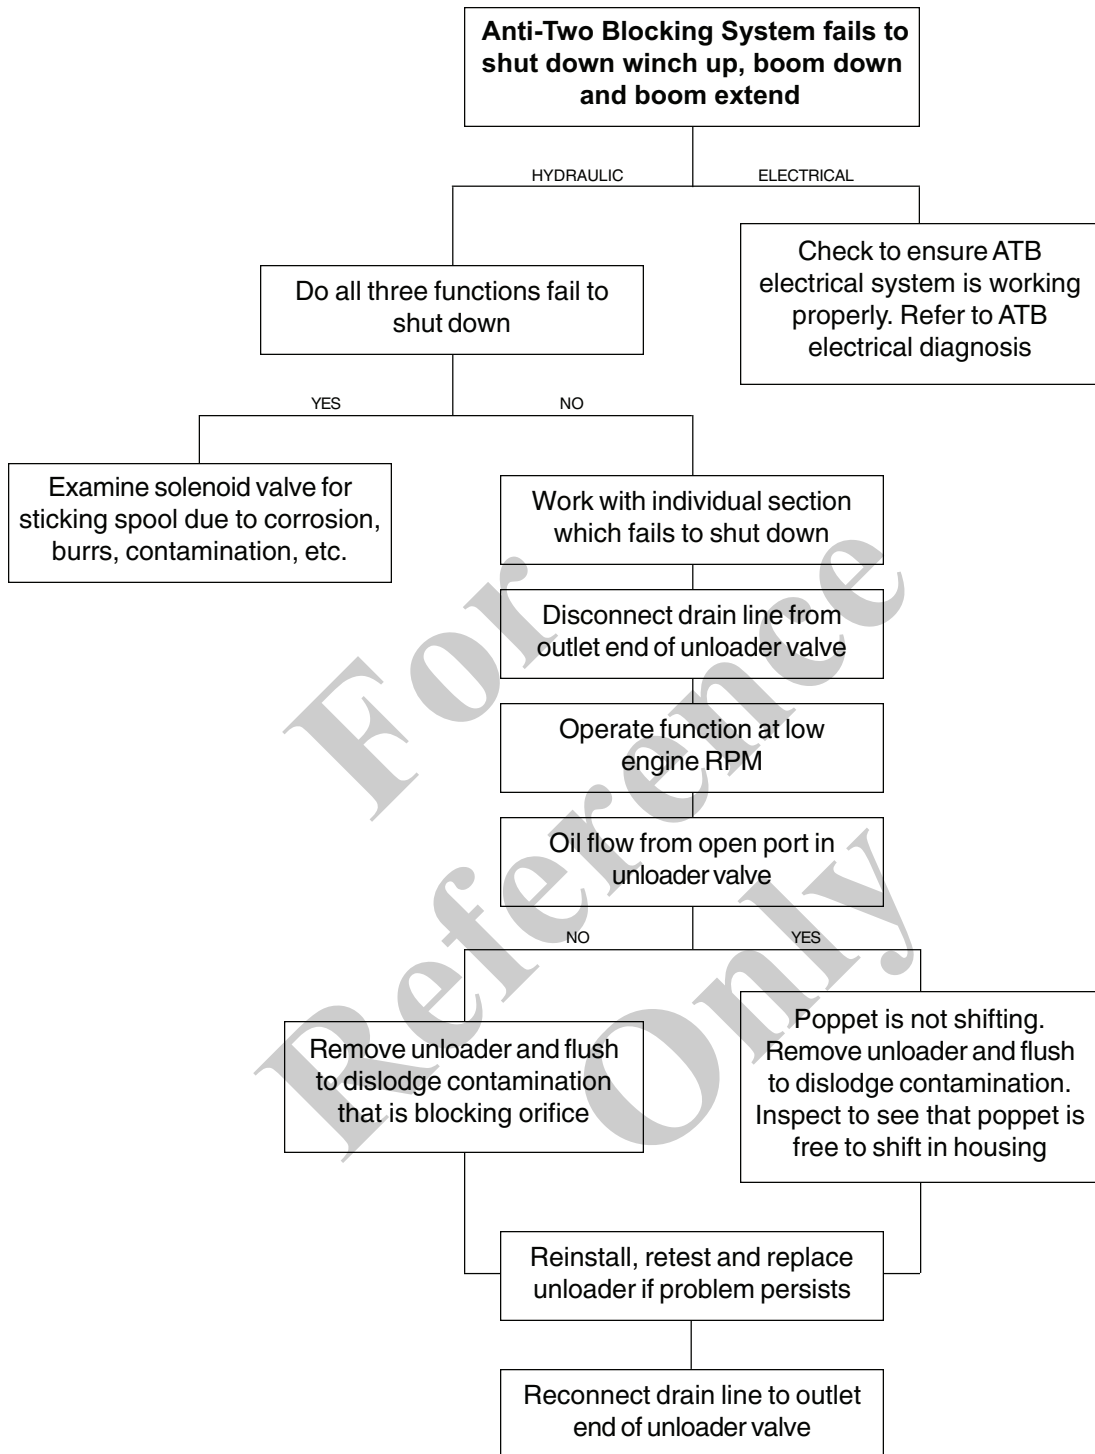 Anti-Two Blocking System fails to
shut down winch up, boom down
and boom extend
HYDRAULIC
ELECTRICAL
Check to ensure ATB
electrical system is working
properly. Refer to ATB
electrical diagnosis
Do all three functions fail to
shut down
YES
NO
Examine solenoid valve for
sticking spool due to corrosion,
burrs, contamination, etc.
Work with individual section
which fails to shut down
Disconnect drain line from
outlet end of unloader valve
Operate function at low
engine RPM
Oil flow from open port in
unloader valve
NO
YES
Remove unloader and flush
to dislodge contamination
that is blocking orifice
Poppet is not shifting.
Remove unloader and flush
to dislodge contamination.
Inspect to see that poppet is
free to shift in housing
Reinstall, retest and replace
unloader if problem persists
Reconnect drain line to outlet
end of unloader valve
For
Reference
Only